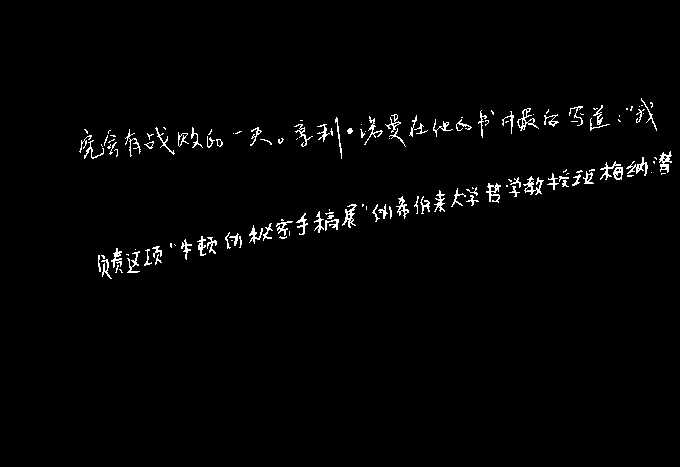 究会有战败的一天。亨利·诺曼在他的书中最后写道:“我
负责这项“牛顿的秘密手稿展”的希伯来大学哲学教授班梅纳潜